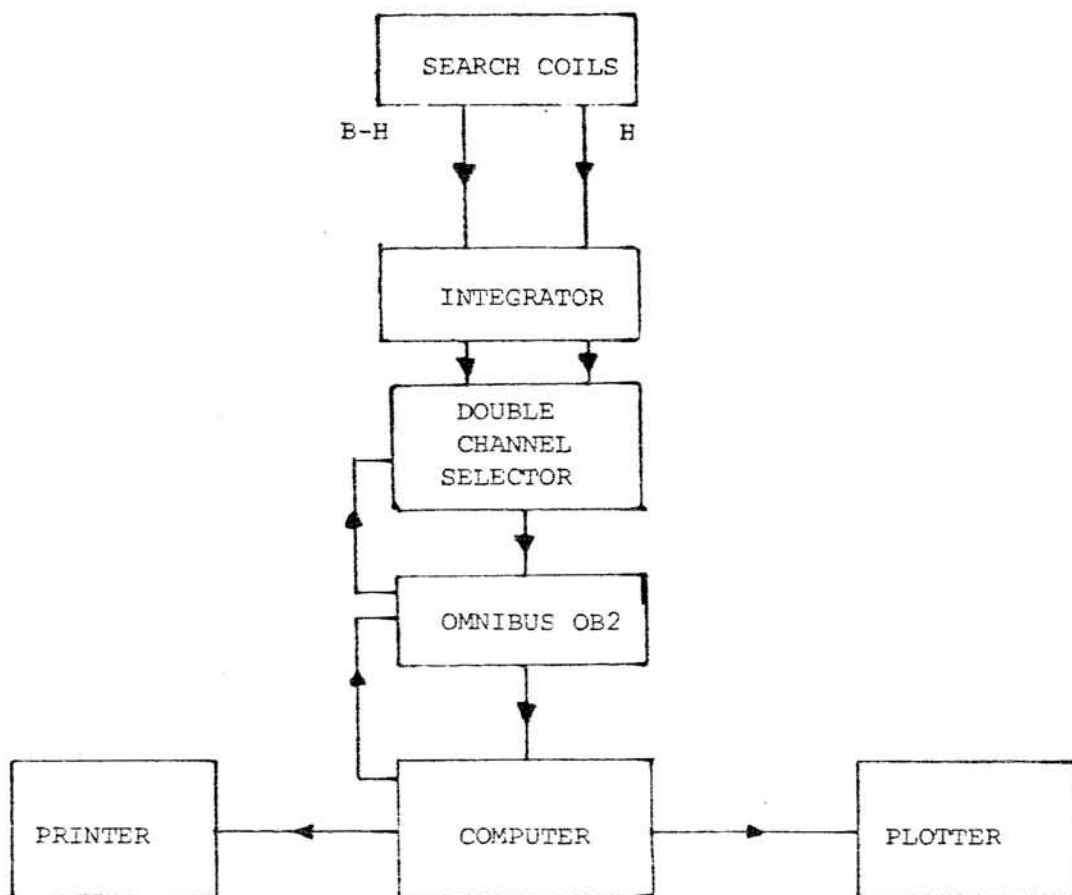 SEARCH COILS
B-H
H
INTEGRATOR
DOUBLE
CHANNEL
SELECTOR
OMNIBUS OB2
PRINTER
COMPUTER
PLOTTER